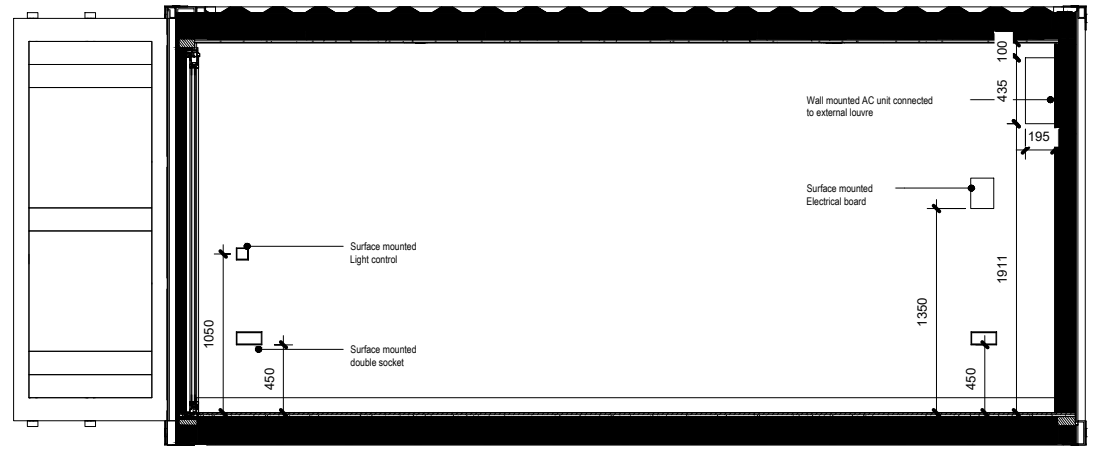 100
Wall mounted AC unit connected
to external louvre
435
195
Surface mounted
Electrical board
Surface mounted
Light control
1911
1050
1350
Surface mounted
double socket
450
450